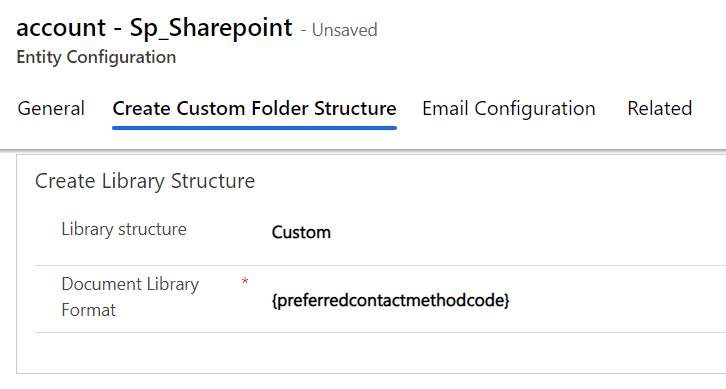 account - Sp_Sharepoint - Unsaved
Entity Configuration
General Create Custom Folder Structure Email Configuration Related
Create Library Structure
Library structure Custom
Document Library * {preferredcontactmethodcode}
Format